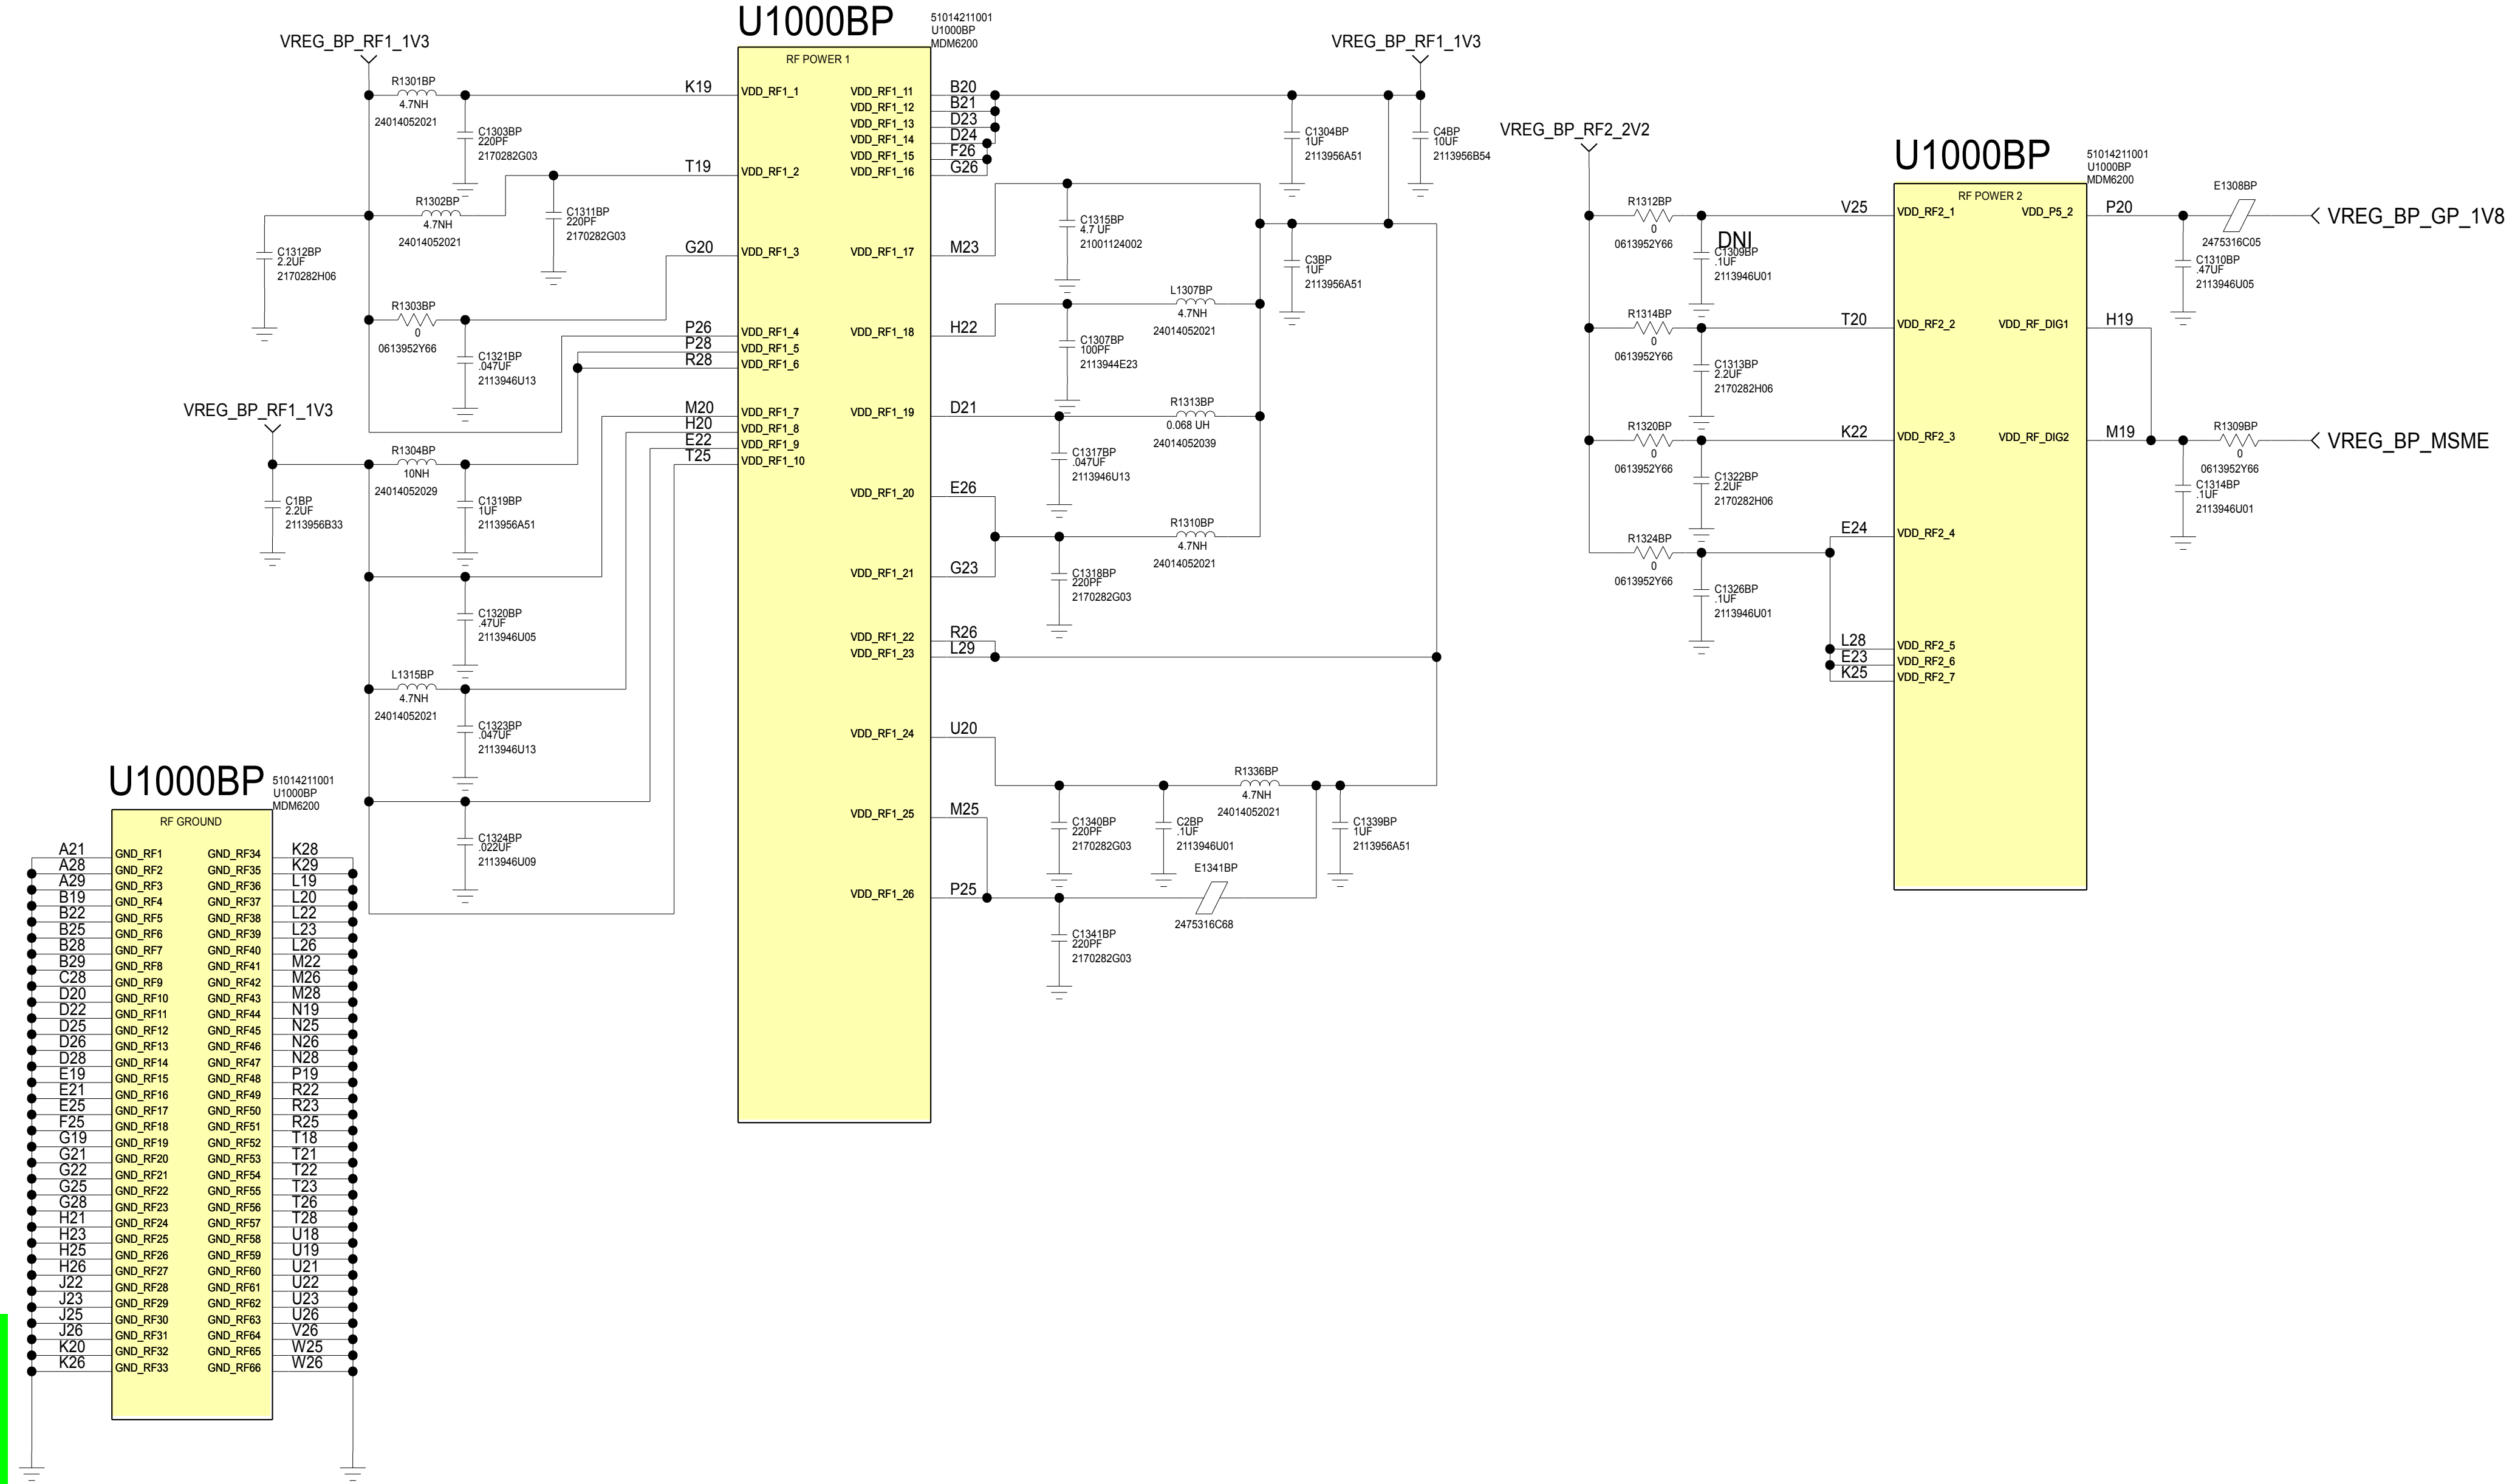 U1000BP
51014211001
U1000BP
MDM6200
RF POWER 1
VREG_BP_RF1_1V3
R1301BP
4.7NH
24014052021
C1303BP
220PF
2170282G03
R1302BP
4.7NH
24014052021
C1311BP
220PF
2170282G03
C1312BP
2.2UF
2170282H06
R1303BP
0
0613952Y66
C1321BP
.047UF
2113946U13
VREG_BP_RF1_1V3
R1304BP
10NH
24014052029
C1BP
2.2UF
2113956B33
C1319BP
1UF
2113956A51
C1320BP
.47UF
2113946U05
L1315BP
4.7NH
24014052021
C1323BP
.047UF
2113946U13
C1324BP
.022UF
2113946U09
K19 VDD_RF1_1
T19 VDD_RF1_2
G20 VDD_RF1_3
P26 VDD_RF1_4
P28 VDD_RF1_5
R28 VDD_RF1_6
M20 VDD_RF1_7
H20 VDD_RF1_8
E22 VDD_RF1_9
T25 VDD_RF1_10
VDD_RF1_11 B20
VDD_RF1_12 B21
VDD_RF1_13 D23
VDD_RF1_14 D24
VDD_RF1_15 F26
VDD_RF1_16 G26
VDD_RF1_17 M23
VDD_RF1_18 H22
VDD_RF1_19 D21
VDD_RF1_20 E26
VDD_RF1_21 G23
VDD_RF1_22 R26
VDD_RF1_23 L29
VDD_RF1_24 U20
VDD_RF1_25 M25
VDD_RF1_26 P25
VREG_BP_RF1_1V3
C1304BP
1UF
2113956A51
C4BP
10UF
2113956B54
C1315BP
4.7 UF
21001124002
C3BP
1UF
2113956A51
L1307BP
4.7NH
24014052021
C1307BP
100PF
2113944E23
R1313BP
0.068 UH
24014052039
C1317BP
.047UF
2113946U13
R1310BP
4.7NH
24014052021
C1318BP
220PF
2170282G03
R1336BP
4.7NH
24014052021
C1340BP
220PF
2170282G03
C2BP
.1UF
2113946U01
C1339BP
1UF
2113956A51
E1341BP
2475316C68
C1341BP
220PF
2170282G03
VREG_BP_RF2_2V2
R1312BP
0
0613952Y66
DNI
C1309BP
.1UF
2113946U01
R1314BP
0
0613952Y66
C1313BP
2.2UF
2170282H06
R1320BP
0
0613952Y66
C1322BP
2.2UF
2170282H06
R1324BP
0
0613952Y66
C1326BP
.1UF
2113946U01
U1000BP
51014211001
U1000BP
MDM6200
RF POWER 2
V25 VDD_RF2_1
T20 VDD_RF2_2
K22 VDD_RF2_3
E24 VDD_RF2_4
L28 VDD_RF2_5
E23 VDD_RF2_6
K25 VDD_RF2_7
VDD_P5_2 P20
VDD_RF_DIG1 H19
VDD_RF_DIG2 M19
E1308BP
2475316C05
VREG_BP_GP_1V8
C1310BP
.47UF
2113946U05
R1309BP
0
0613952Y66
VREG_BP_MSME
C1314BP
.1UF
2113946U01
U1000BP
51014211001
U1000BP
MDM6200
RF GROUND
A21 GND_RF1 GND_RF34 K28
A28 GND_RF2 GND_RF35 K29
A29 GND_RF3 GND_RF36 L19
B19 GND_RF4 GND_RF37 L20
B22 GND_RF5 GND_RF38 L22
B25 GND_RF6 GND_RF39 L23
B28 GND_RF7 GND_RF40 L26
B29 GND_RF8 GND_RF41 M22
C28 GND_RF9 GND_RF42 M26
D20 GND_RF10 GND_RF43 M28
D22 GND_RF11 GND_RF44 N19
D25 GND_RF12 GND_RF45 N25
D26 GND_RF13 GND_RF46 N26
D28 GND_RF14 GND_RF47 N28
E19 GND_RF15 GND_RF48 P19
E21 GND_RF16 GND_RF49 R22
E25 GND_RF17 GND_RF50 R23
F25 GND_RF18 GND_RF51 R25
G19 GND_RF19 GND_RF52 T18
G21 GND_RF20 GND_RF53 T21
G22 GND_RF21 GND_RF54 T22
G25 GND_RF22 GND_RF55 T23
G28 GND_RF23 GND_RF56 T26
H21 GND_RF24 GND_RF57 T28
H23 GND_RF25 GND_RF58 U18
H25 GND_RF26 GND_RF59 U19
H26 GND_RF27 GND_RF60 U21
J22 GND_RF28 GND_RF61 U22
J23 GND_RF29 GND_RF62 U23
J25 GND_RF30 GND_RF63 U26
J26 GND_RF31 GND_RF64 V26
K20 GND_RF32 GND_RF65 W25
K26 GND_RF33 GND_RF66 W26